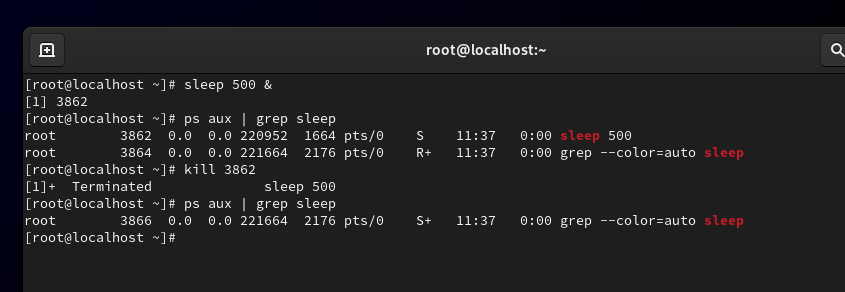 root@localhost:~
[root@localhost ~]# sleep 500 &
[1] 3862
[root@localhost ~]# ps aux | grep sleep
root        3862  0.0  0.0 220952  1664 pts/0    S    11:37   0:00 sleep 500
root        3864  0.0  0.0 221664  2176 pts/0    R+   11:37   0:00 grep --color=auto sleep
[root@localhost ~]# kill 3862
[1]+  Terminated              sleep 500
[root@localhost ~]# ps aux | grep sleep
root        3866  0.0  0.0 221664  2176 pts/0    S+   11:37   0:00 grep --color=auto sleep
[root@localhost ~]#